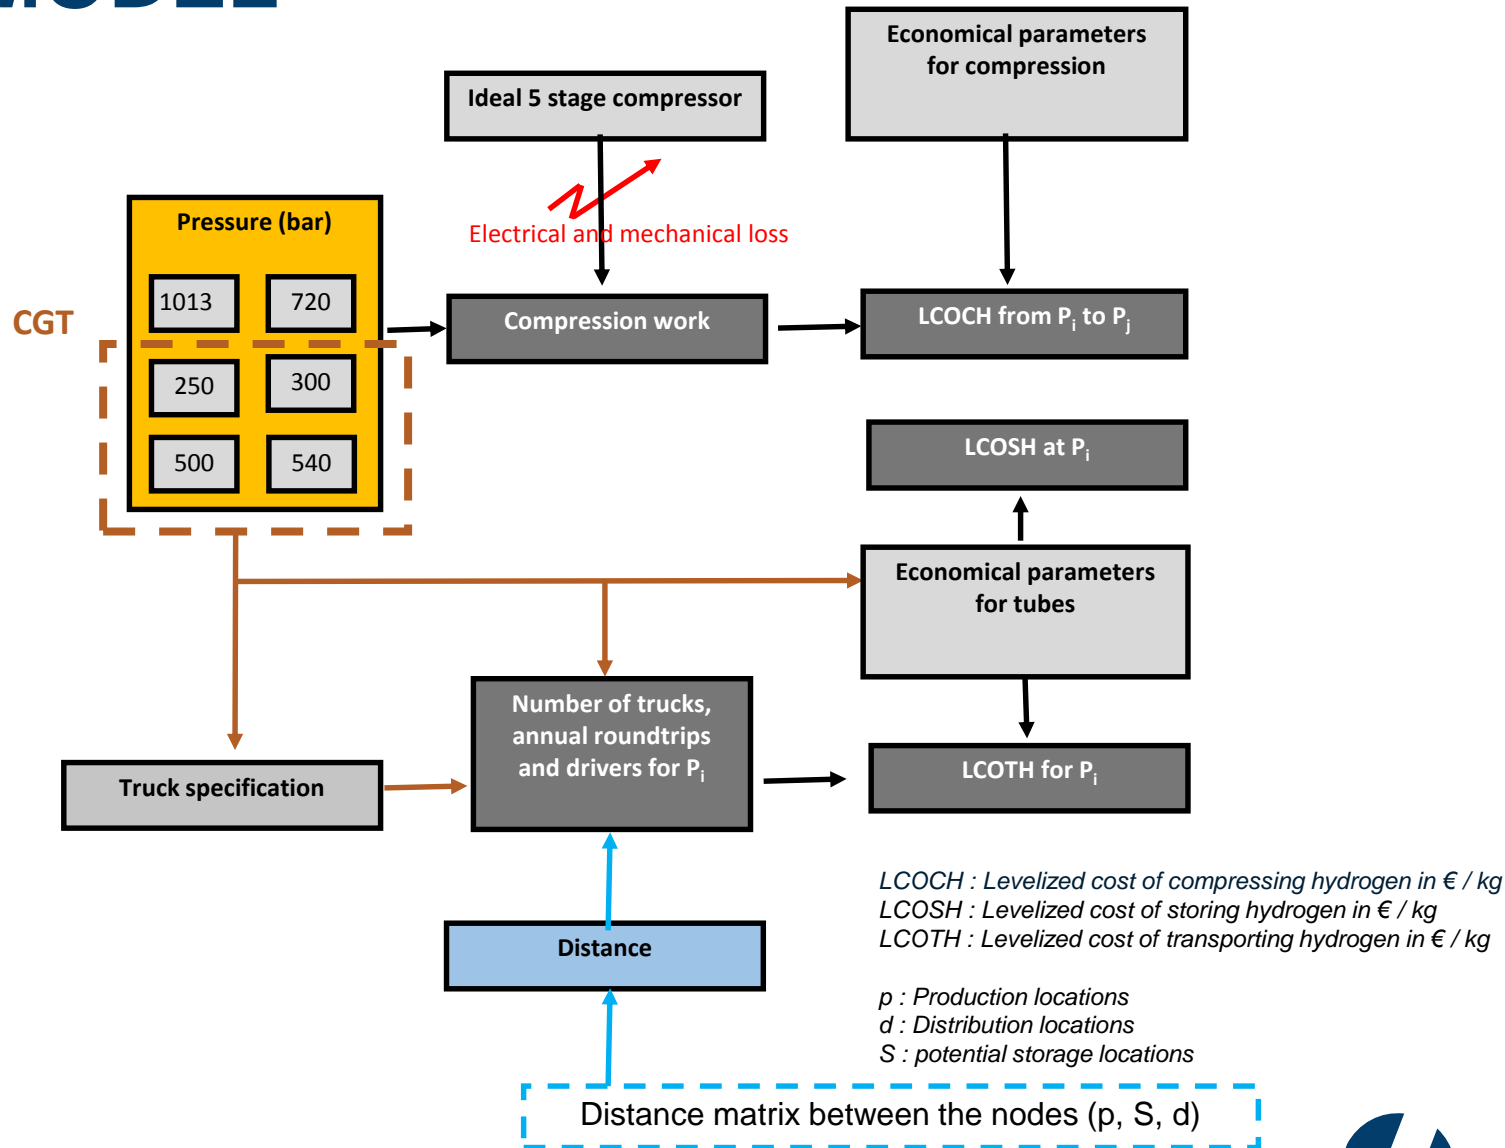 MODEL
Economical parameters
for compression
Ideal 5 stage compressor
Electrical and mechanical loss
Pressure (bar)
1013
720
250
300
500
540
CGT
Compression work
LCOCH from Pi to Pj
LCOSH at Pi
Economical parameters
for tubes
Number of trucks,
annual roundtrips
and drivers for Pi
Truck specification
LCOTH for Pi
LCOCH : Levelized cost of compressing hydrogen in € / kg
LCOSH : Levelized cost of storing hydrogen in € / kg
LCOTH : Levelized cost of transporting hydrogen in € / kg
Distance
p : Production locations
d : Distribution locations
S : potential storage locations
Distance matrix between the nodes (p, S, d)